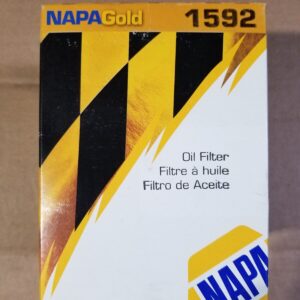 NAPAGold 1592
Oil Filter
Filtre à huile
Filtro de Aceite
NAPA